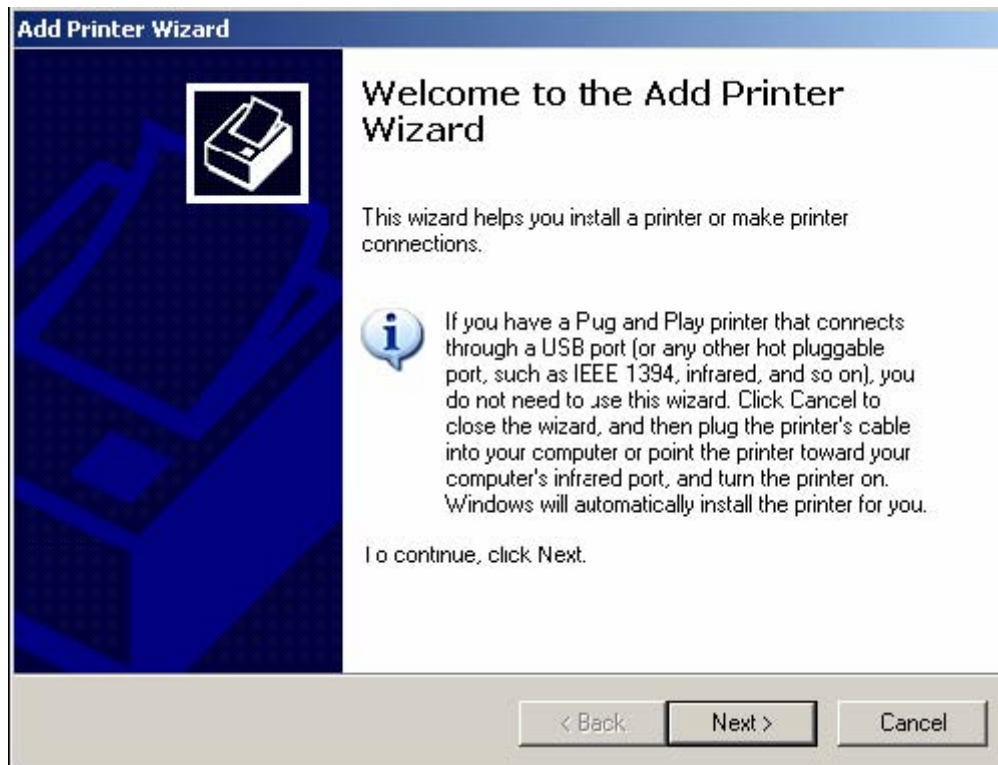 Add Printer Wizard
Welcome to the Add Printer
Wizard
This wizard helps you install a printer or make printer
connections.
If you have a Pug and Play printer that connects
through a USB port (or any other hot pluggable
port, such as IEEE 1394, infrared, and so on), you
do not need to use this wizard. Click Cancel to
close the wizard, and then plug the printer's cable
into your computer or point the printer toward your
computer's infrared port, and turn the printer on.
Windows will automatically install the printer for you.
To continue, click Next.
< Back
Next >
Cancel